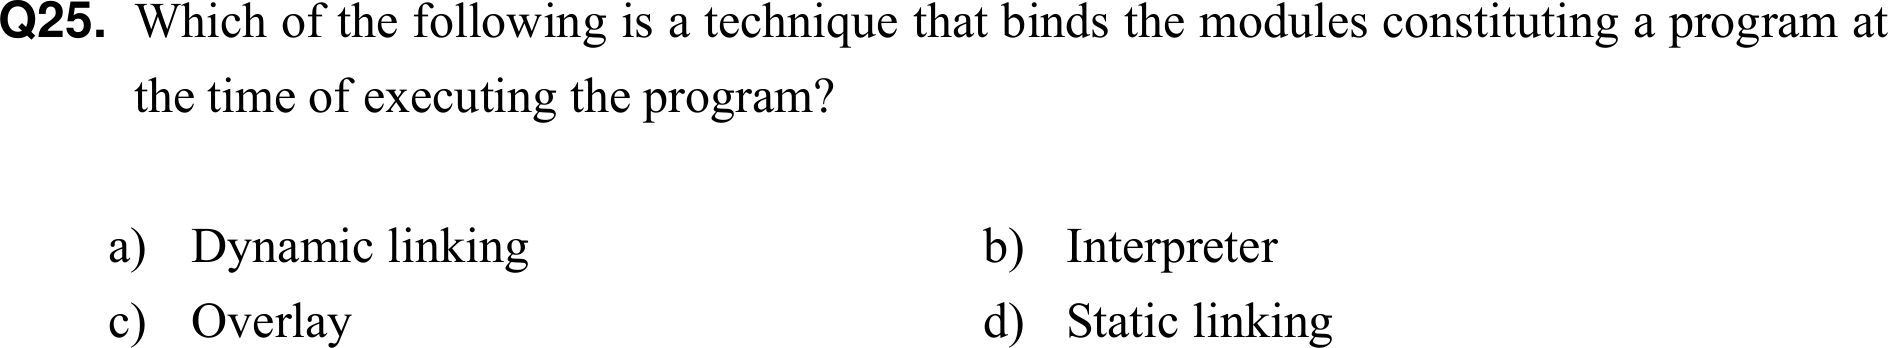 Q25. Which of the following is a technique that binds the modules constituting a program at
the time of executing the program?
a) Dynamic linking b) Interpreter
c) Overlay d) Static linking